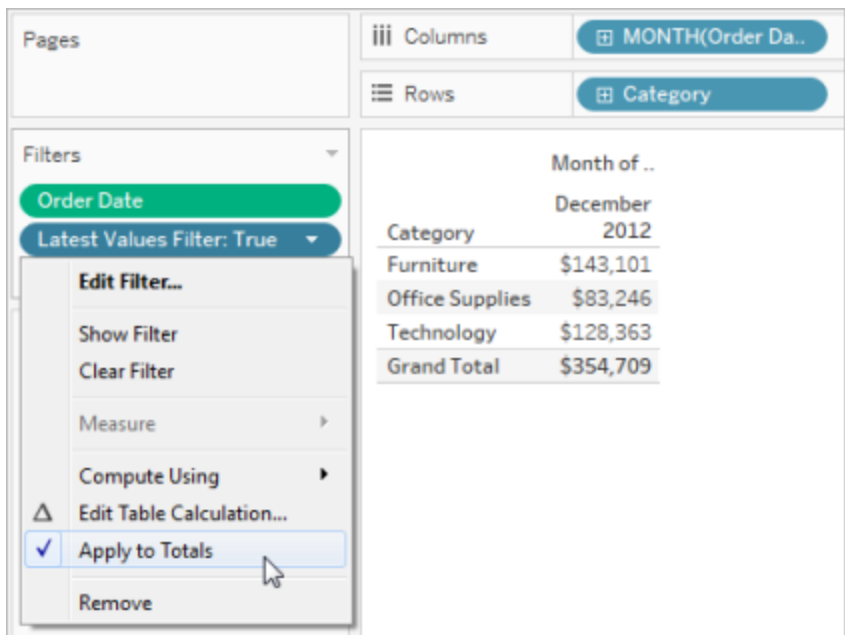 Pages
Columns
MONTH(Order Da..
Rows
Category
Filters
Order Date
Latest Values Filter: True
Edit Filter...
Show Filter
Clear Filter
Measure
Compute Using
Edit Table Calculation...
Apply to Totals
Remove
Month of ..
December
Category 2012
Furniture $143,101
Office Supplies $83,246
Technology $128,363
Grand Total $354,709